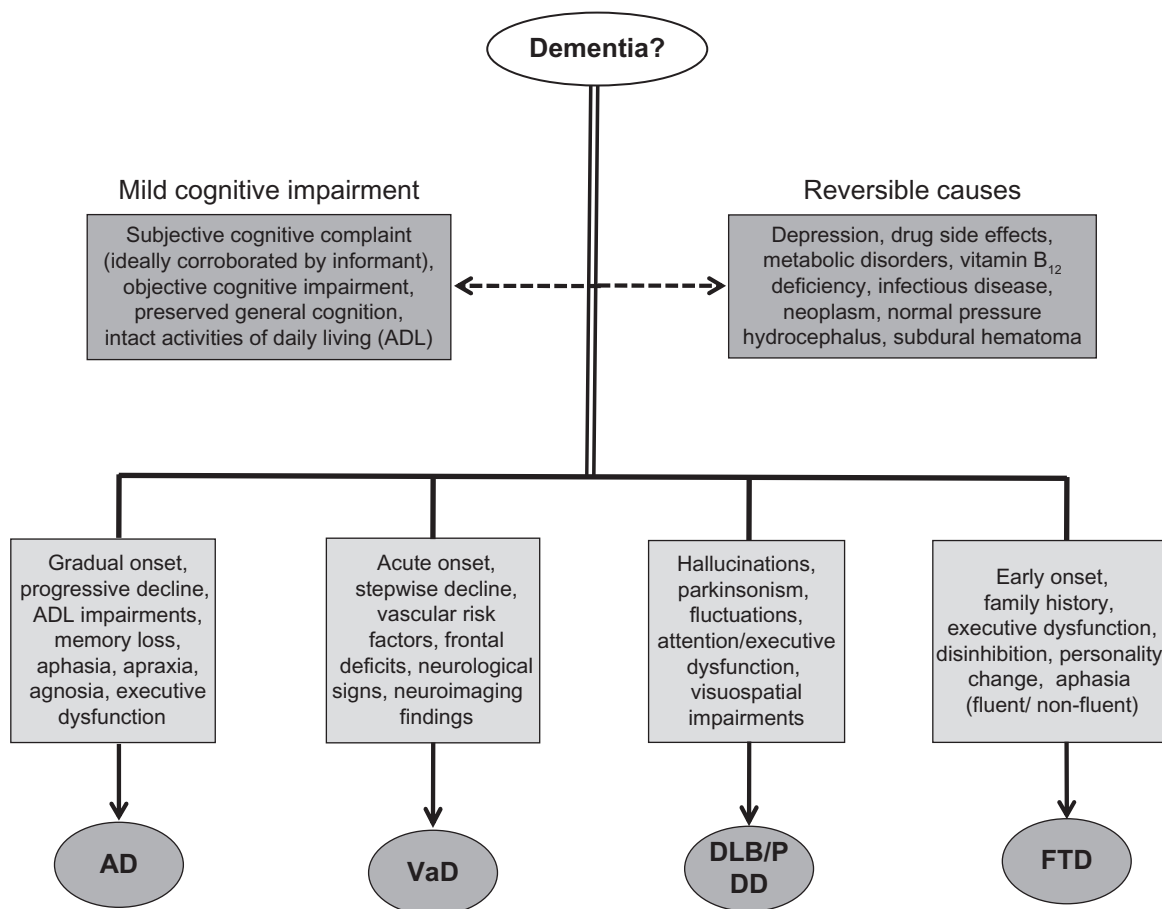 Dementia?
Mild cognitive impairment
Subjective cognitive complaint
(ideally corroborated by informant),
objective cognitive impairment,
preserved general cognition,
intact activities of daily living (ADL)
Reversible causes
Depression, drug side effects,
metabolic disorders, vitamin B₁₂
deficiency, infectious disease,
neoplasm, normal pressure
hydrocephalus, subdural hematoma
Gradual onset,
progressive decline,
ADL impairments,
memory loss,
aphasia, apraxia,
agnosia, executive
dysfunction
Acute onset,
stepwise decline,
vascular risk
factors, frontal
deficits, neurological
signs, neuroimaging
findings
Hallucinations,
parkinsonism,
fluctuations,
attention/executive
dysfunction,
visuospatial
impairments
Early onset,
family history,
executive dysfunction,
disinhibition, personality
change, aphasia
(fluent/ non-fluent)
AD
VaD
DLB/P
DD
FTD